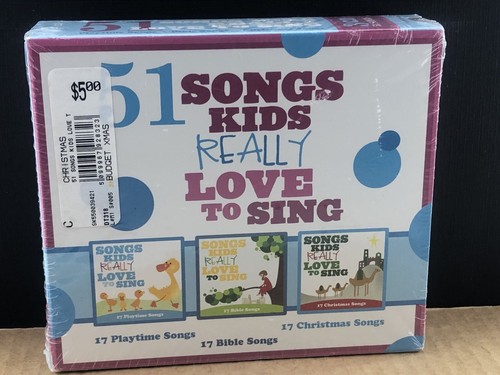 51 SONGS
KIDS
REALLY
LOVE
TO SING
$5.00
CHRISTMAS
51 SONGS KIDS LOVE T
BUDGET XMAS
SONGS
KIDS
REALLY
LOVE
TO SING
17 Playtime Songs
SONGS
KIDS
REALLY
LOVE
TO SING
17 Bible Songs
SONGS
KIDS
REALLY
LOVE
TO SING
17 Christmas Songs
17 Playtime Songs
17 Bible Songs
17 Christmas Songs